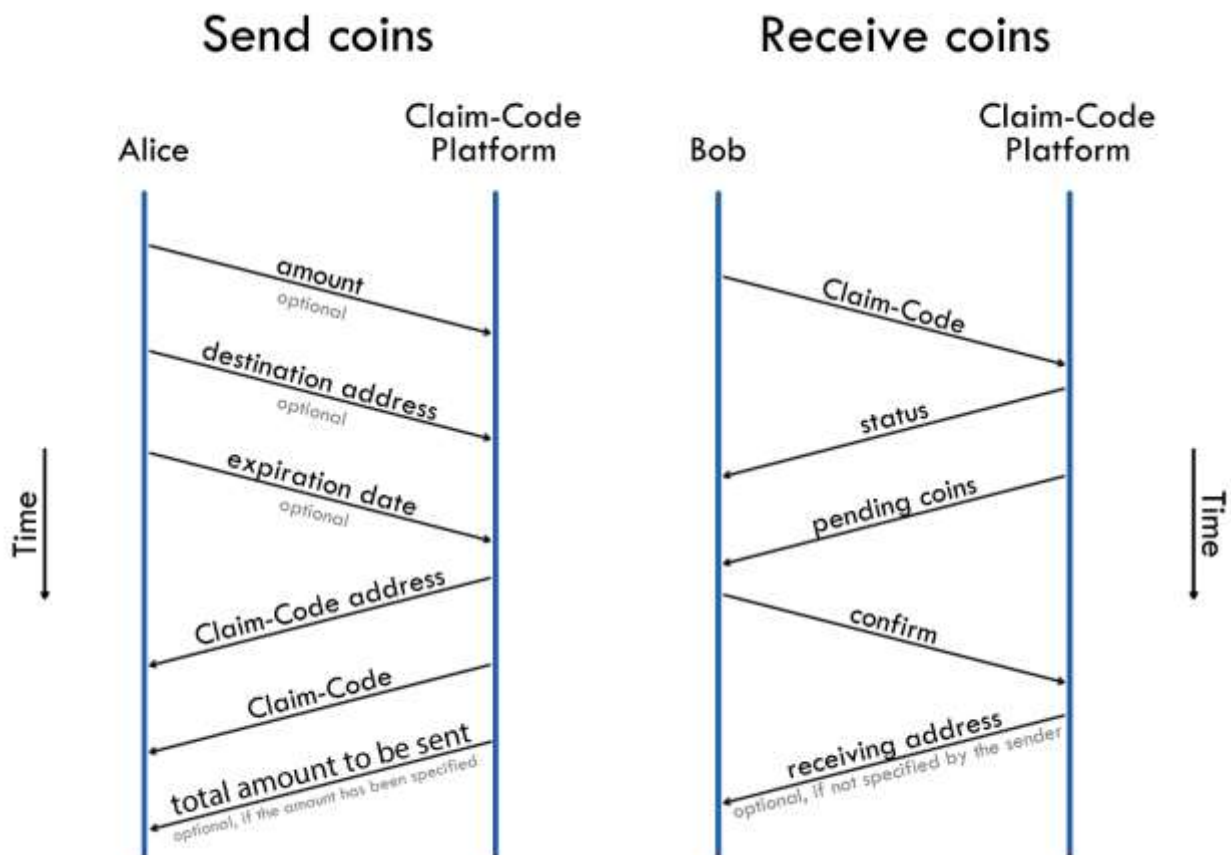 Send coins
Receive coins
Alice
Claim-Code
Platform
Bob
Claim-Code
Platform
amount
optional
destination address
optional
expiration date
optional
Claim-Code address
Claim-Code
total amount to be sent
optional, if the amount has been specified
Time
Claim-Code
status
pending coins
confirm
receiving address
optional, if not specified by the sender
Time